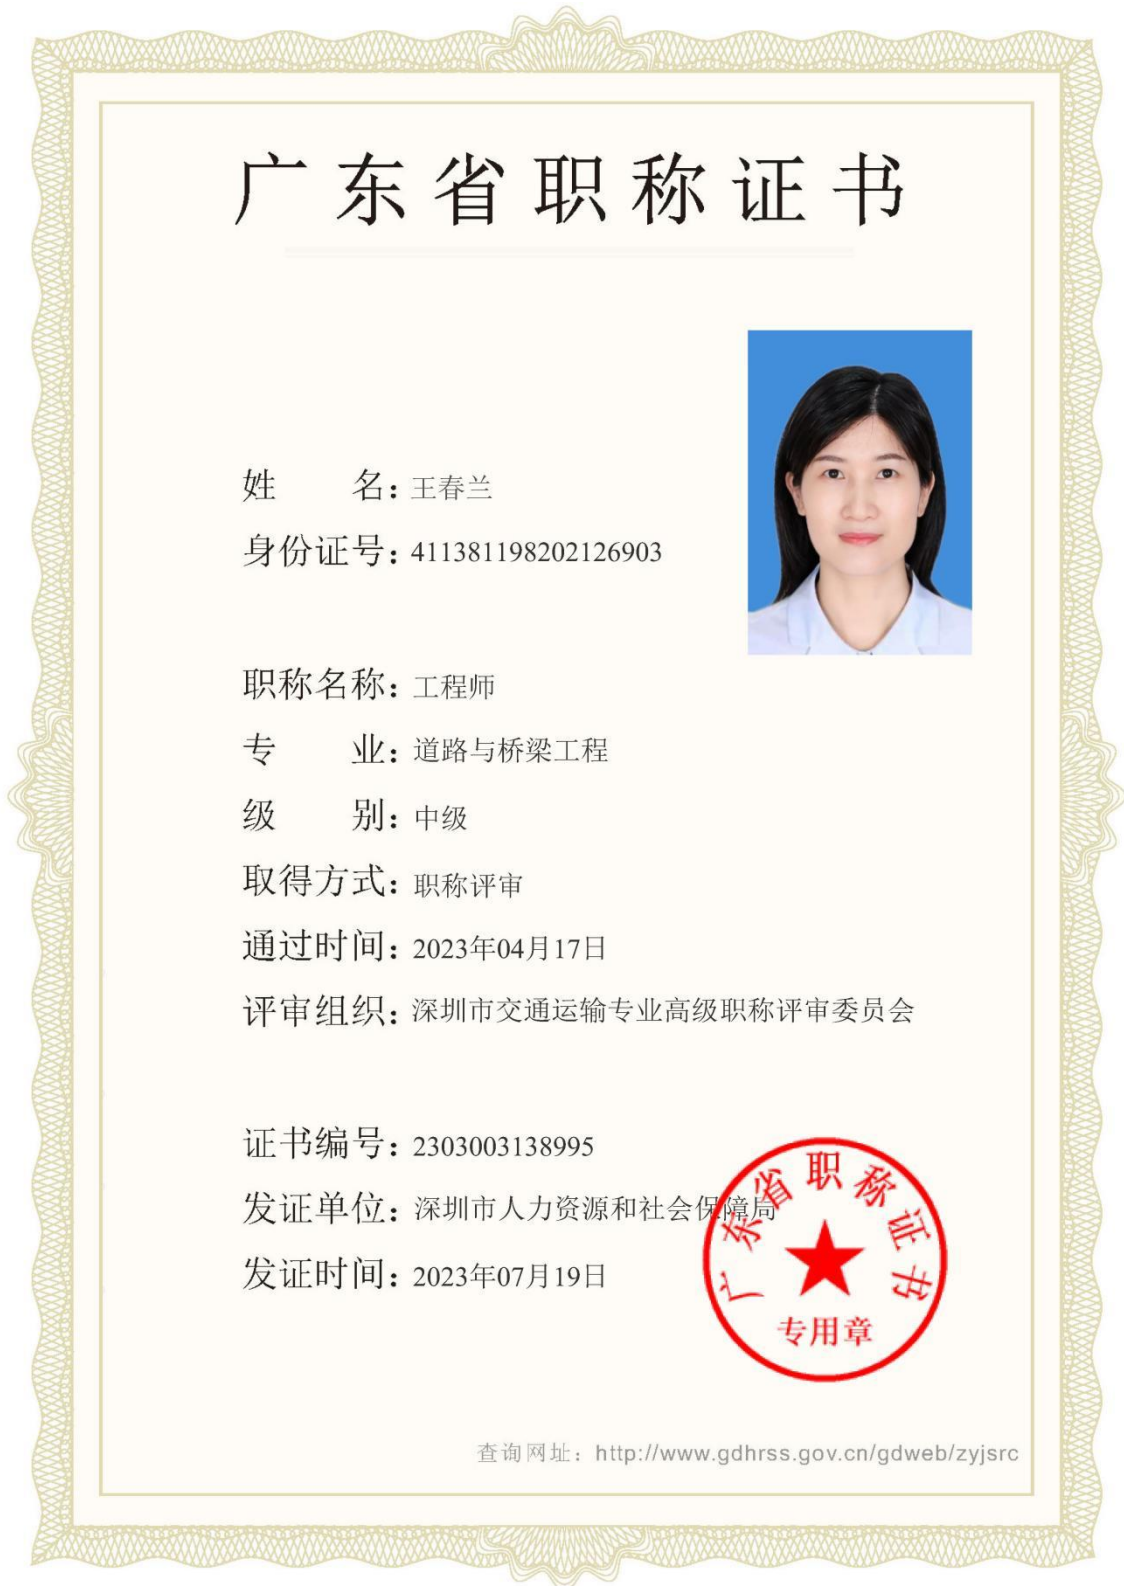 广东省职称证书
姓 名：王春兰
身份证号：411381198202126903
职称名称：工程师
专 业：道路与桥梁工程
级 别：中级
取得方式：职称评审
通过时间：2023年04月17日
评审组织：深圳市交通运输专业高级职称评审委员会
证书编号：2303003138995
发证单位：深圳市人力资源和社会保障局
发证时间：2023年07月19日
广东省职称证书
专用章
查询网址：http://www.gdhrss.gov.cn/gdweb/zyjsrc